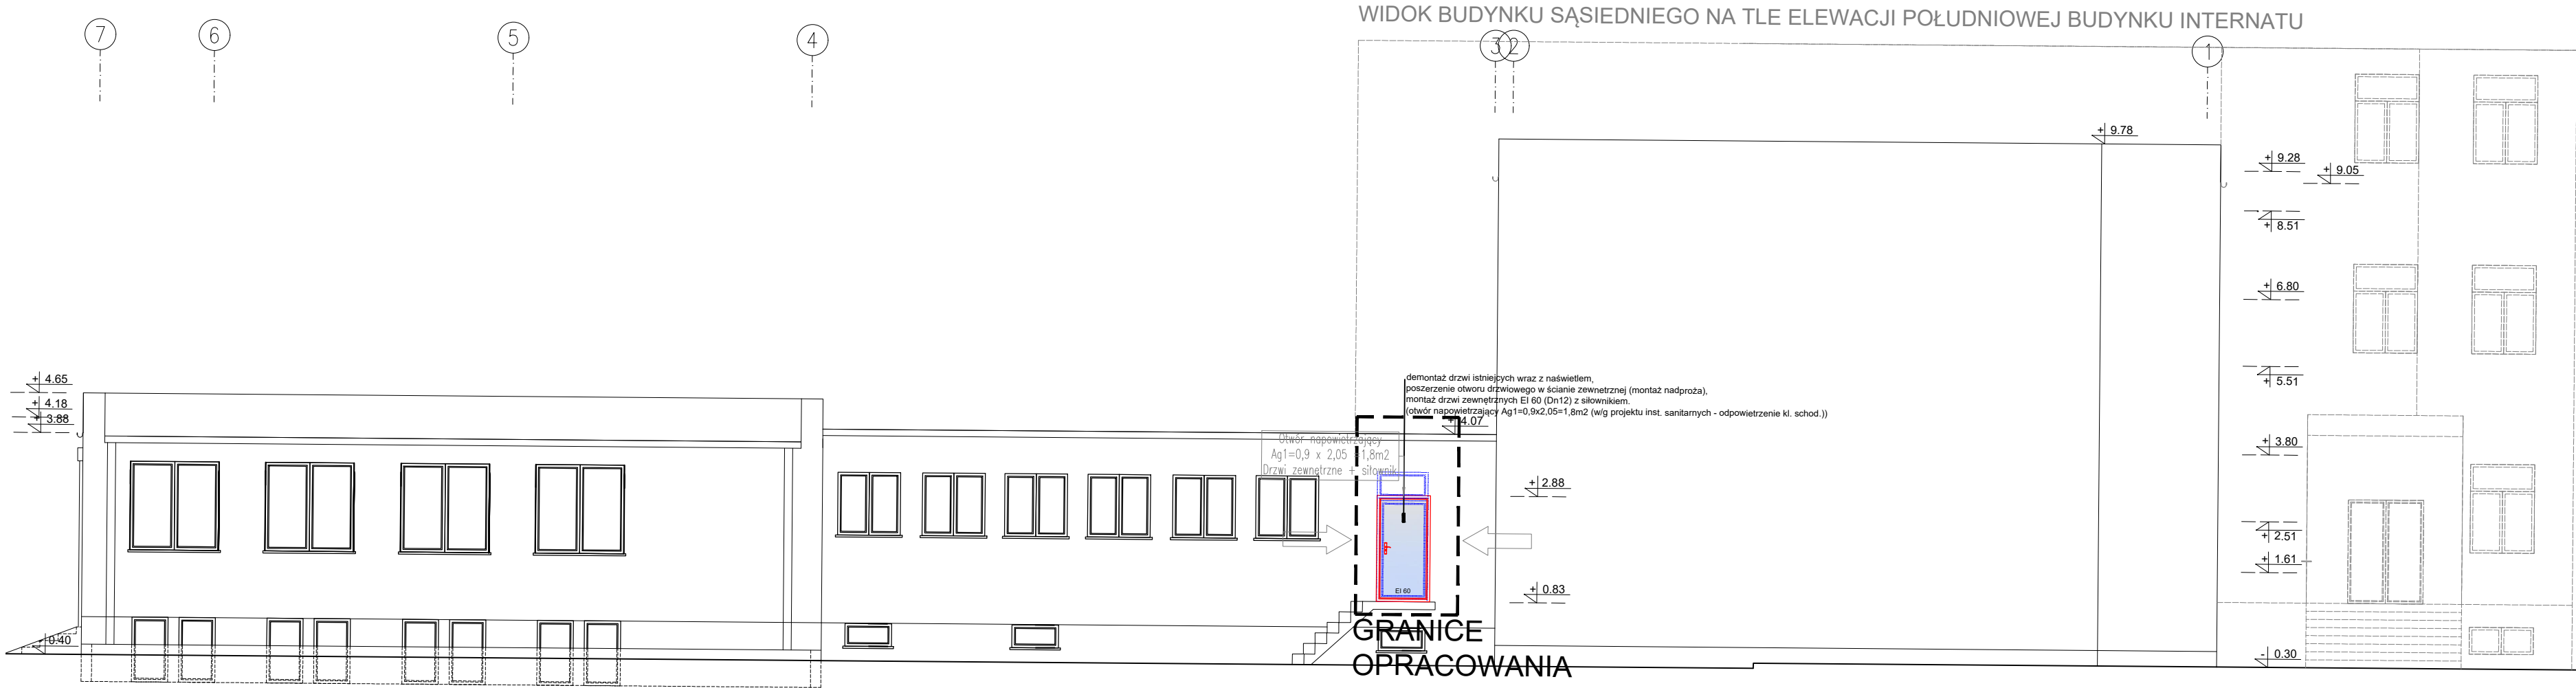 WIDOK BUDYNKU SĄSIEDNIEGO NA TLE ELEWACJI POŁUDNIOWEJ BUDYNKU INTERNATU
7
6
5
4
3
2
1
+ 9.78
+ 9.28
+ 9.05
+ 8.51
+ 6.80
+ 5.51
+ 4.65
+ 4.18
+ 3.88
demontaż drzwi istniejcych wraz z naświetlem,
poszerzenie otworu drzwiowego w ścianie zewnetrznej (montaż nadproża),
montaż drzwi zewnętrznych EI 60 (Dn12) z siłownikiem.
(otwór napowietrzający Ag1=0,9x2,05=1,8m2 (w/g projektu inst. sanitarnych - odpowietrzenie kl. schod.))
+ 4.07
Otwór napowietrzający
Ag1=0,9 x 2,05 =1,8m2
Drzwi zewnętrzne + siłownik
+ 3.80
+ 2.88
+ 2.51
+ 1.61
+ 0.83
EI 60
GRANICE
OPRACOWANIA
- 0.40
- 0.30